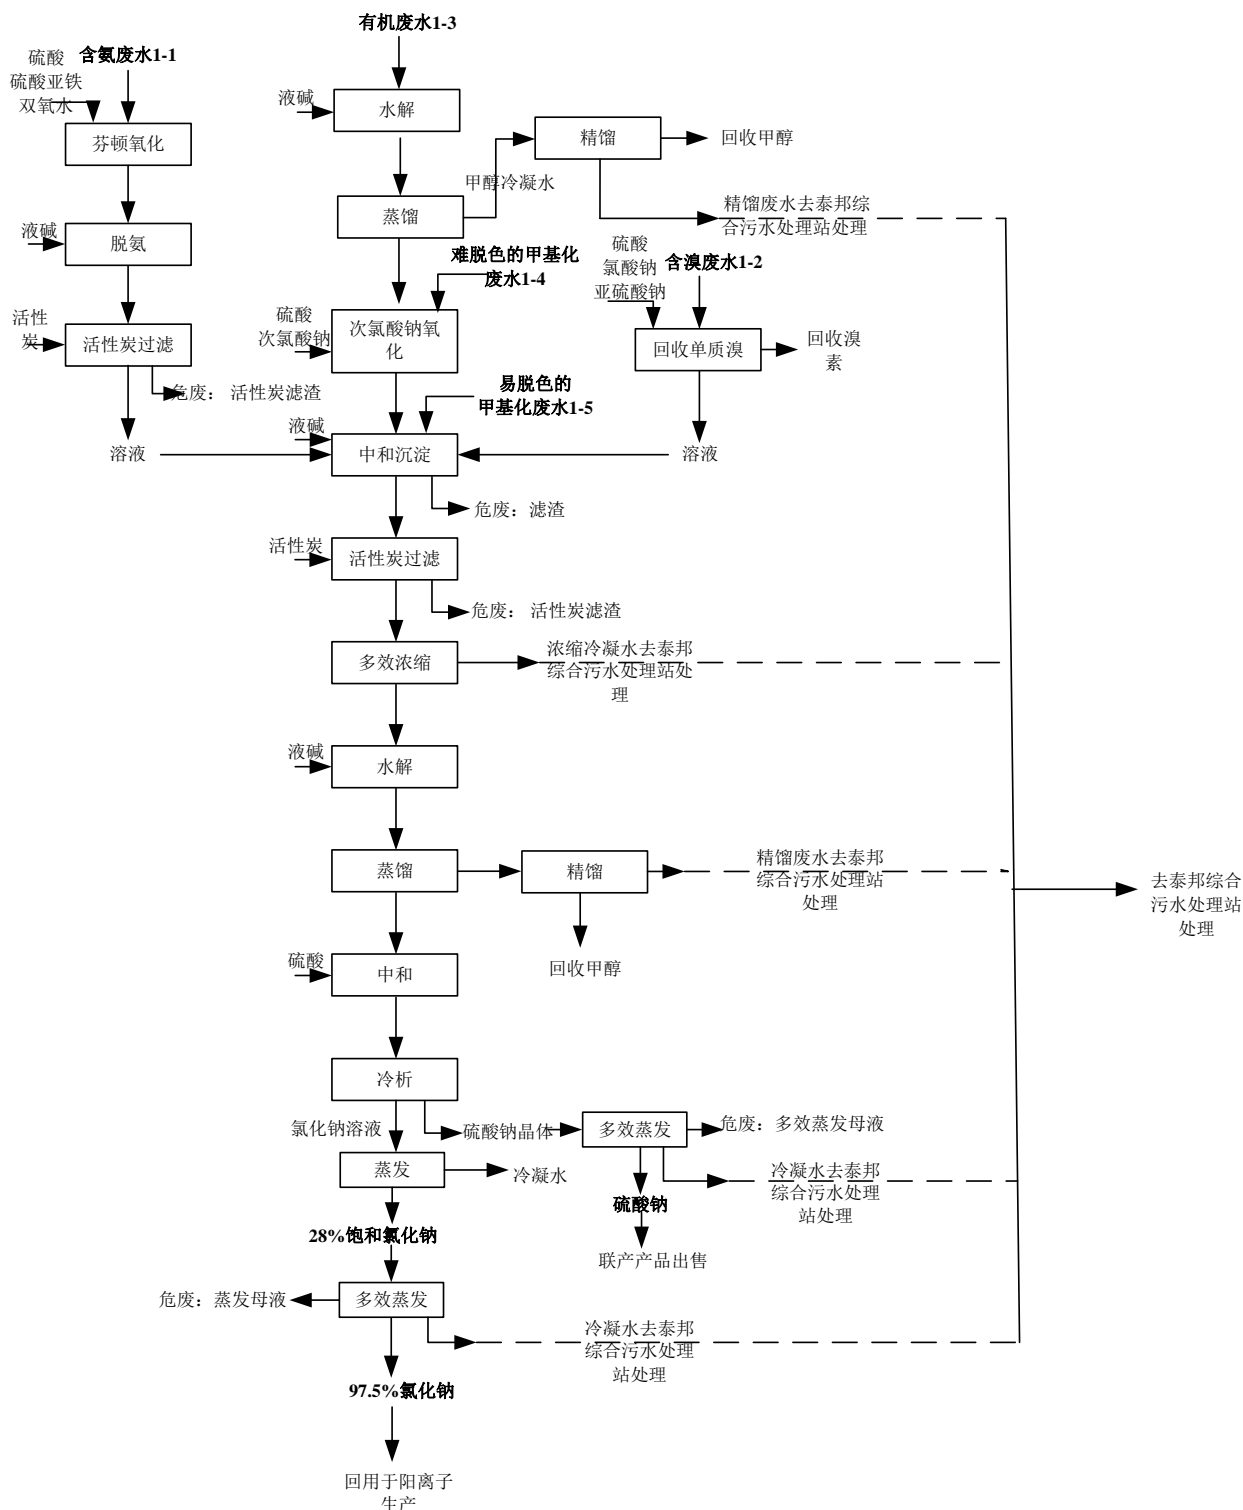 有机废水1-3
硫酸
硫酸亚铁
双氧水
含氨废水1-1
液碱
水解
芬顿氧化
精馏
回收甲醇
甲醇冷凝水
蒸馏
精馏废水去泰邦综
合污水处理站处理
液碱
脱氨
难脱色的甲基化
废水1-4
硫酸
氯酸钠
亚硫酸钠
含溴废水1-2
活性
炭
活性炭过滤
硫酸
次氯酸钠
次氯酸钠氧
化
回收单质溴
回收溴
素
危废： 活性炭滤渣
易脱色的
甲基化废水1-5
液碱
溶液
中和沉淀
溶液
危废：滤渣
活性炭
活性炭过滤
危废： 活性炭滤渣
多效浓缩
浓缩冷凝水去泰邦
综合污水处理站处
理
液碱
水解
蒸馏
精馏
精馏废水去泰邦
综合污水处理站
处理
去泰邦综合
污水处理站
处理
回收甲醇
硫酸
中和
冷析
氯化钠溶液
硫酸钠晶体
多效蒸发
危废：多效蒸发母液
蒸发
冷凝水
冷凝水去泰邦
综合污水处理
站处理
硫酸钠
联产产品出售
28%饱和氯化钠
危废：蒸发母液
多效蒸发
冷凝水去泰邦
综合污水处理
站处理
97.5%氯化钠
回用于阳离子
生产